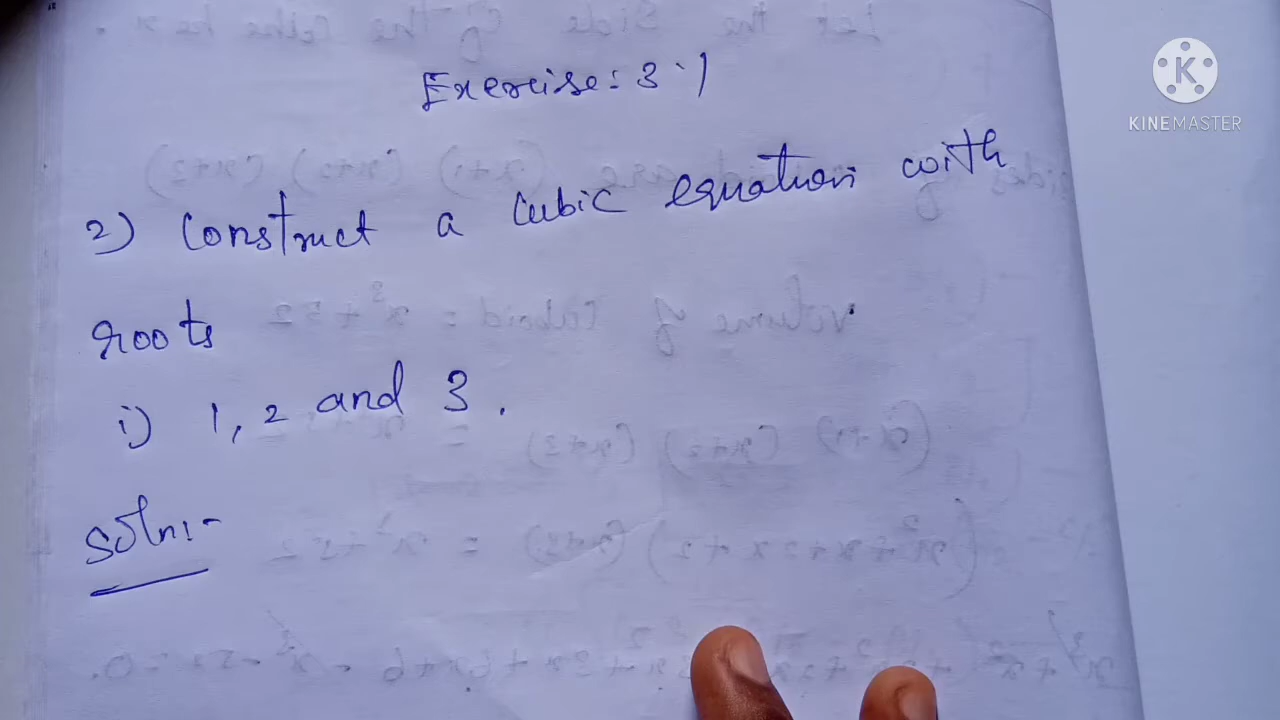 Exercise: 3.1
KINEMASTER
2) Construct a cubic equation with
roots
i) 1, 2 and 3.
Soln:-